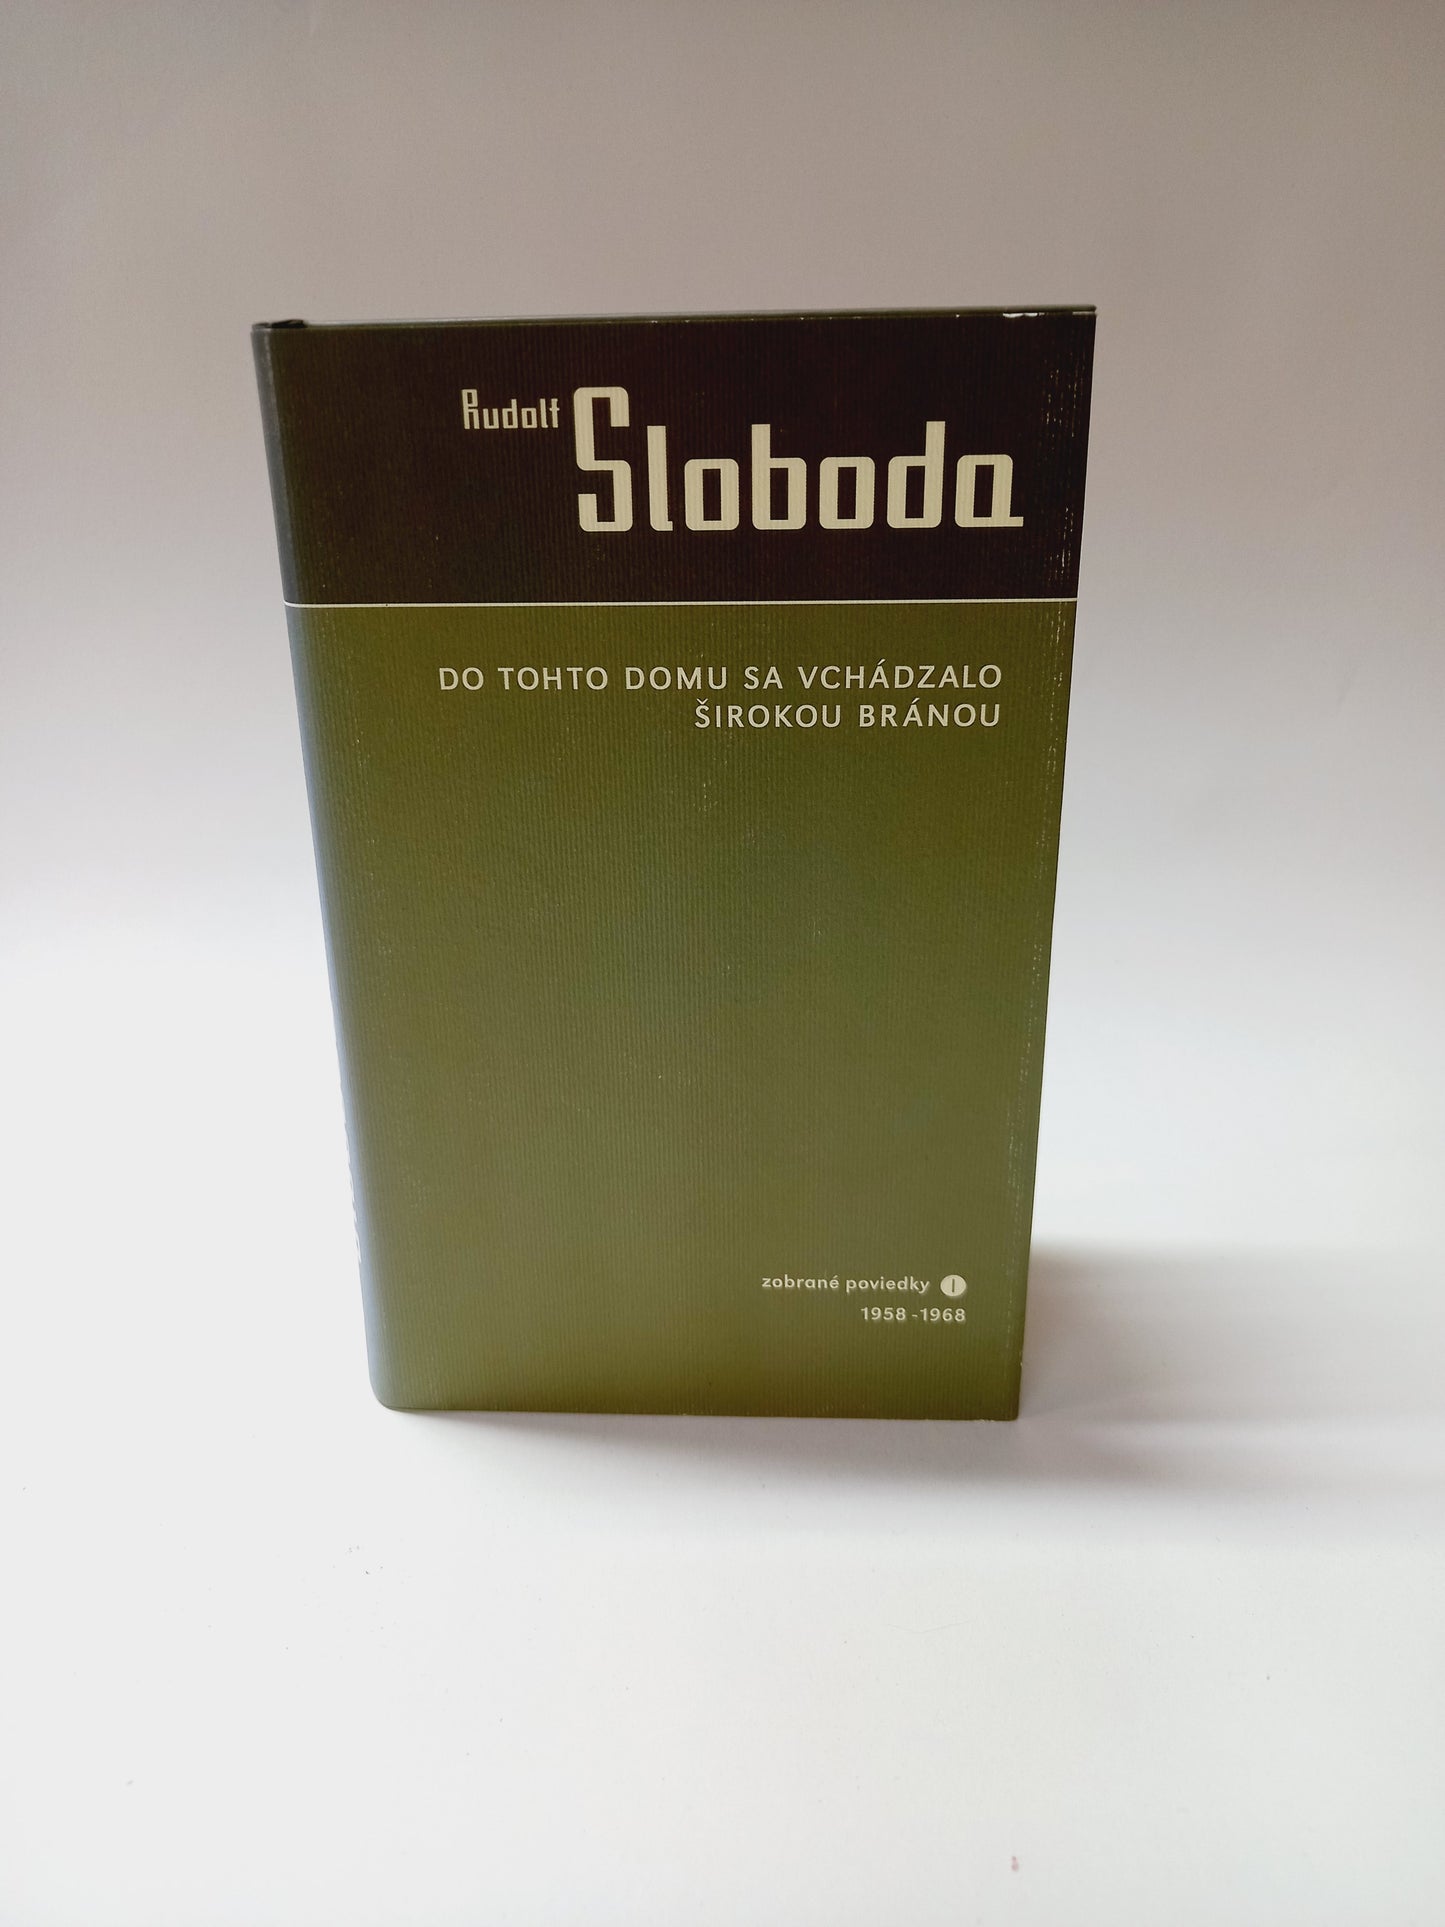 Rudolf Sloboda
DO TOHTO DOMU SA VCHÁDZALO
ŠIROKOU BRÁNOU
zobrané poviedky I
1958-1968